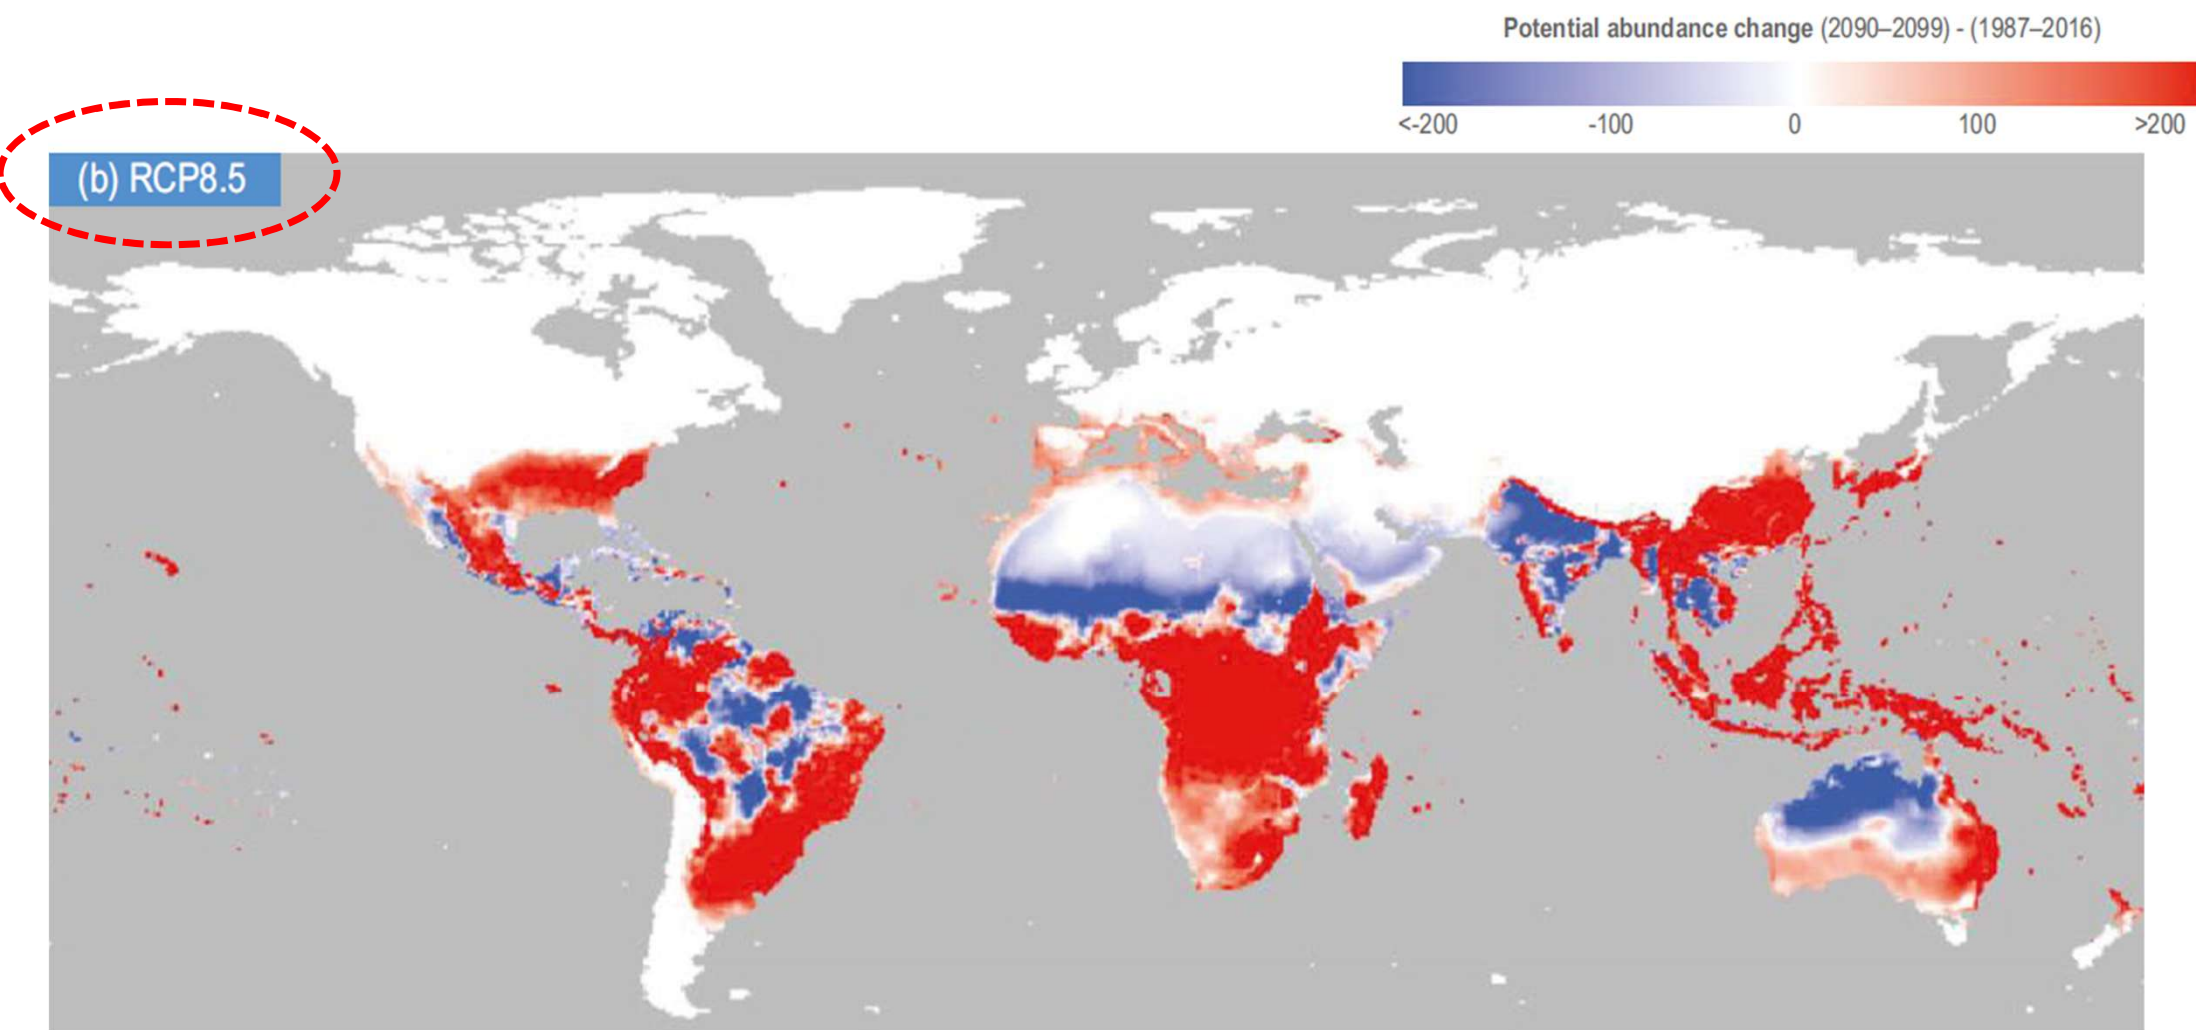 Potential abundance change (2090–2099) - (1987–2016)
<-200 -100 0 100 >200
(b) RCP8.5